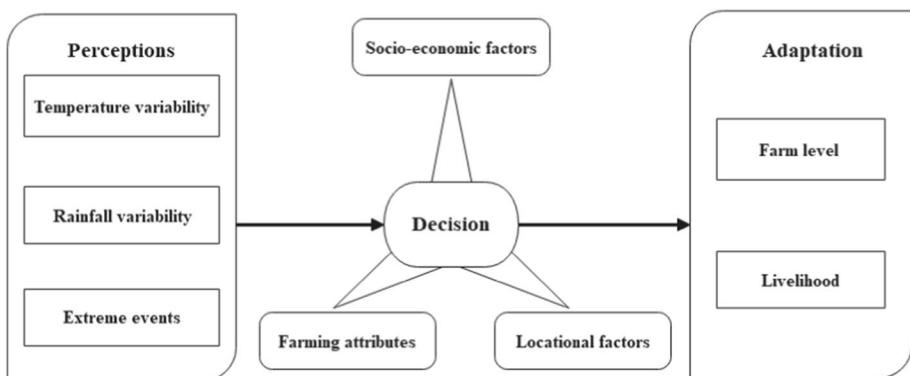 Perceptions
Temperature variability
Rainfall variability
Extreme events
Socio-economic factors
Decision
Farming attributes
Locational factors
Adaptation
Farm level
Livelihood